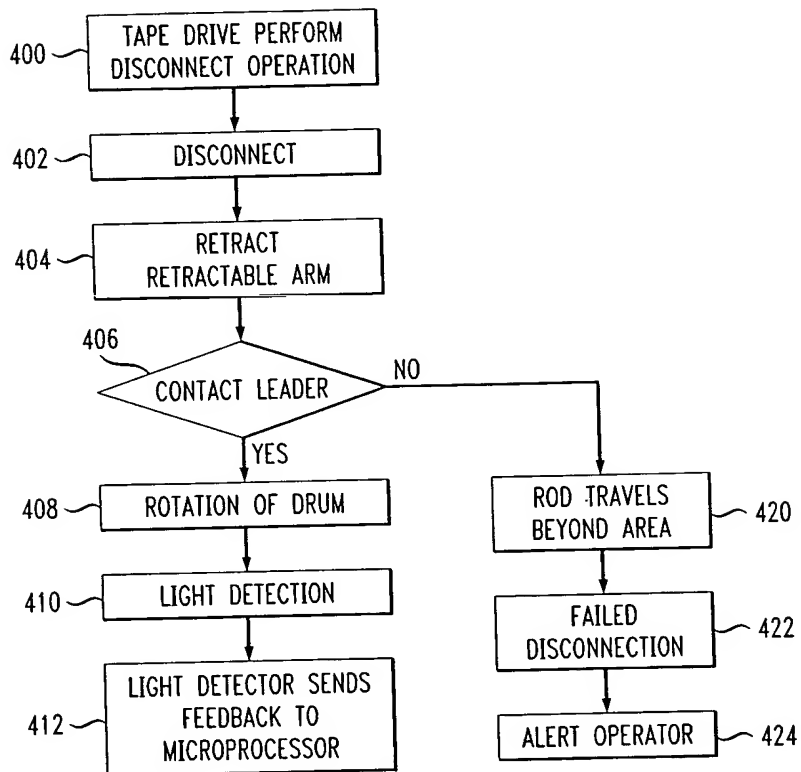 400
TAPE DRIVE PERFORM
DISCONNECT OPERATION
402
DISCONNECT
404
RETRACT
RETRACTABLE ARM
406
CONTACT LEADER
NO
YES
408
ROTATION OF DRUM
410
LIGHT DETECTION
412
LIGHT DETECTOR SENDS
FEEDBACK TO
MICROPROCESSOR
ROD TRAVELS
BEYOND AREA
420
FAILED
DISCONNECTION
422
ALERT OPERATOR
424